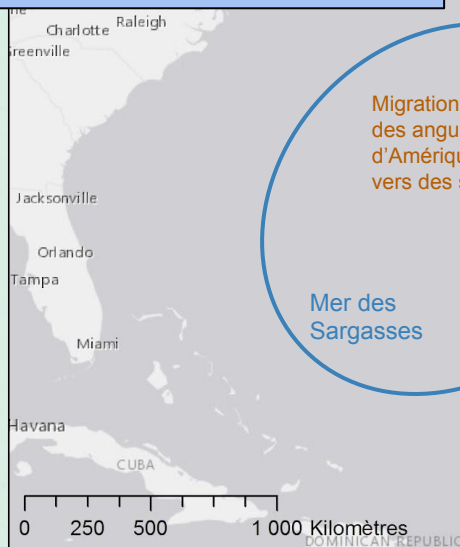 Charlotte
Raleigh
Greenville
Migration
des angu
d'Amériqu
vers des
Jacksonville
Orlando
Tampa
Mer des
Sargasses
Miami
Havana
CUBA
0 250 500 1 000 Kilomètres
DOMINICAN REPUBLIC